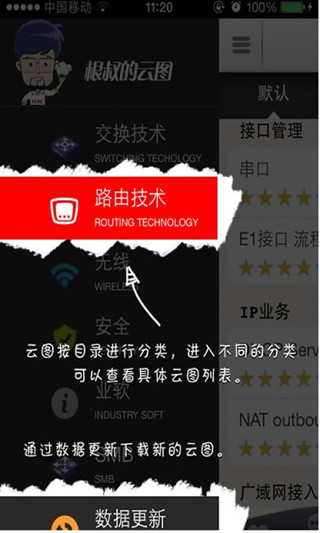 中国移动 11:20 100%
根叔的云图
默认
接口管理
交换技术
SWITCHING TECHOLOGY
串口
路由技术
ROUTING TECHNOLOGY
E1接口 流程
无线
WIRELE
IP业务
安全
云图按目录进行分类，进入不同的分类
可以查看具体云图列表。
业软
INDUSTRY SOFT
NAT outbou
通过数据更新下载新的云图。
SMB
SMB
广域网接入
数据更新